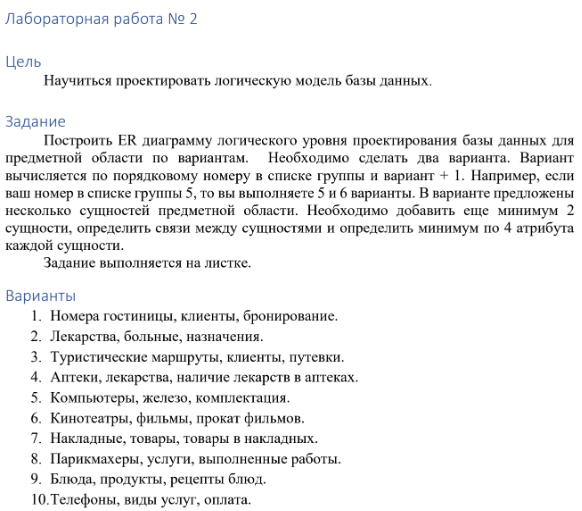 Лабораторная работа № 2
Цель
Научиться проектировать логическую модель базы данных.
Задание
Построить ER диаграмму логического уровня проектирования базы данных для
предметной области по вариантам. Необходимо сделать два варианта. Вариант
вычисляется по порядковому номеру в списке группы и вариант + 1. Например, если
ваш номер в списке группы 5, то вы выполняете 5 и 6 варианты. В варианте предложены
несколько сущностей предметной области. Необходимо добавить еще минимум 2
сущности, определить связи между сущностями и определить минимум по 4 атрибута
каждой сущности.
Задание выполняется на листке.
Варианты
1. Номера гостиницы, клиенты, бронирование.
2. Лекарства, больные, назначения.
3. Туристические маршруты, клиенты, путевки.
4. Аптеки, лекарства, наличие лекарств в аптеках.
5. Компьютеры, железо, комплектация.
6. Кинотеатры, фильмы, прокат фильмов.
7. Накладные, товары, товары в накладных.
8. Парикмахеры, услуги, выполненные работы.
9. Блюда, продукты, рецепты блюд.
10.Телефоны, виды услуг, оплата.